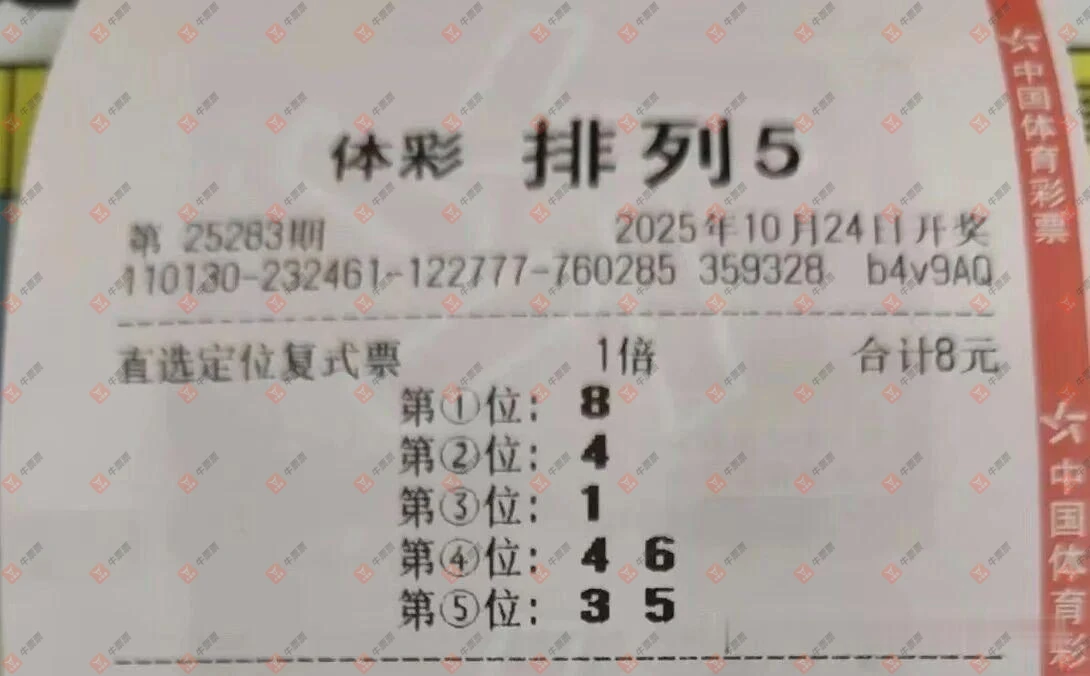 体彩 排列5
第 25283期 2025年10月24日开奖
110130-232461-122777-760285 359328 b4v9AQ
直选定位复式票 1倍 合计8元
第①位: 8
第②位: 4
第③位: 1
第④位: 4 6
第⑤位: 3 5
中国体育彩票
中国体育彩
牛票票